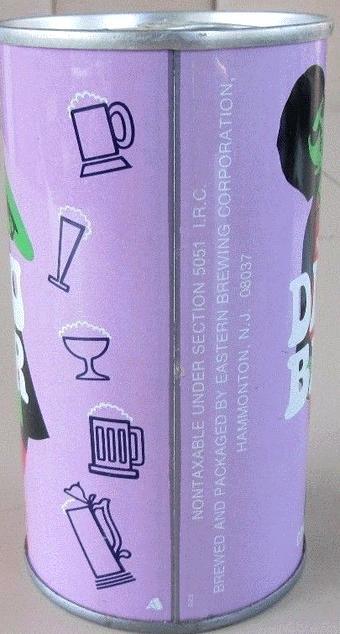 NONTAXABLE UNDER SECTION 5051 I.R.C.
BREWED AND PACKAGED BY EASTERN BREWING CORPORATION,
HAMMONTON, N.J. 08037